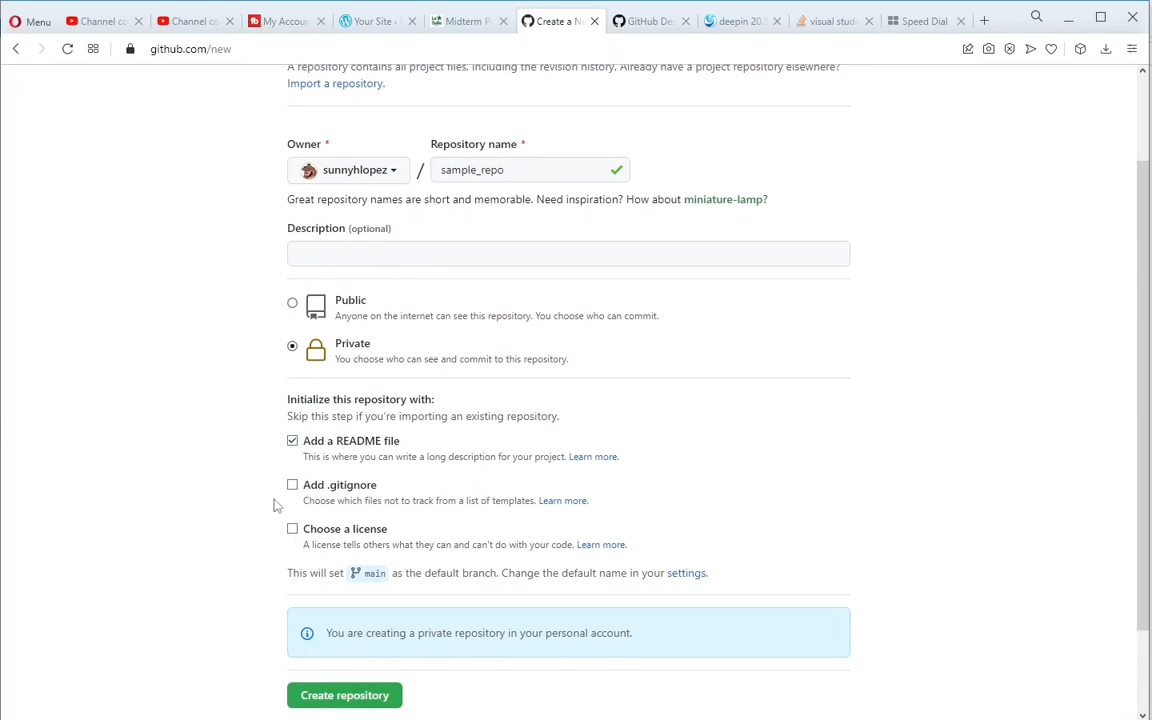 Menu
Channel co
Channel co
My Accoun
Your Site
Midterm P
Create a Ne
GitHub Des
deepin 20.
visual studi
Speed Dial
github.com/new
A repository contains all project files, including the revision history. Already have a project repository elsewhere?
Import a repository.
Owner * Repository name *
sunnyhlopez / sample_repo
Great repository names are short and memorable. Need inspiration? How about miniature-lamp?
Description (optional)
Public
Anyone on the internet can see this repository. You choose who can commit.
Private
You choose who can see and commit to this repository.
Initialize this repository with:
Skip this step if you're importing an existing repository.
Add a README file
This is where you can write a long description for your project. Learn more.
Add .gitignore
Choose which files not to track from a list of templates. Learn more.
Choose a license
A license tells others what they can and can't do with your code. Learn more.
This will set main as the default branch. Change the default name in your settings.
You are creating a private repository in your personal account.
Create repository